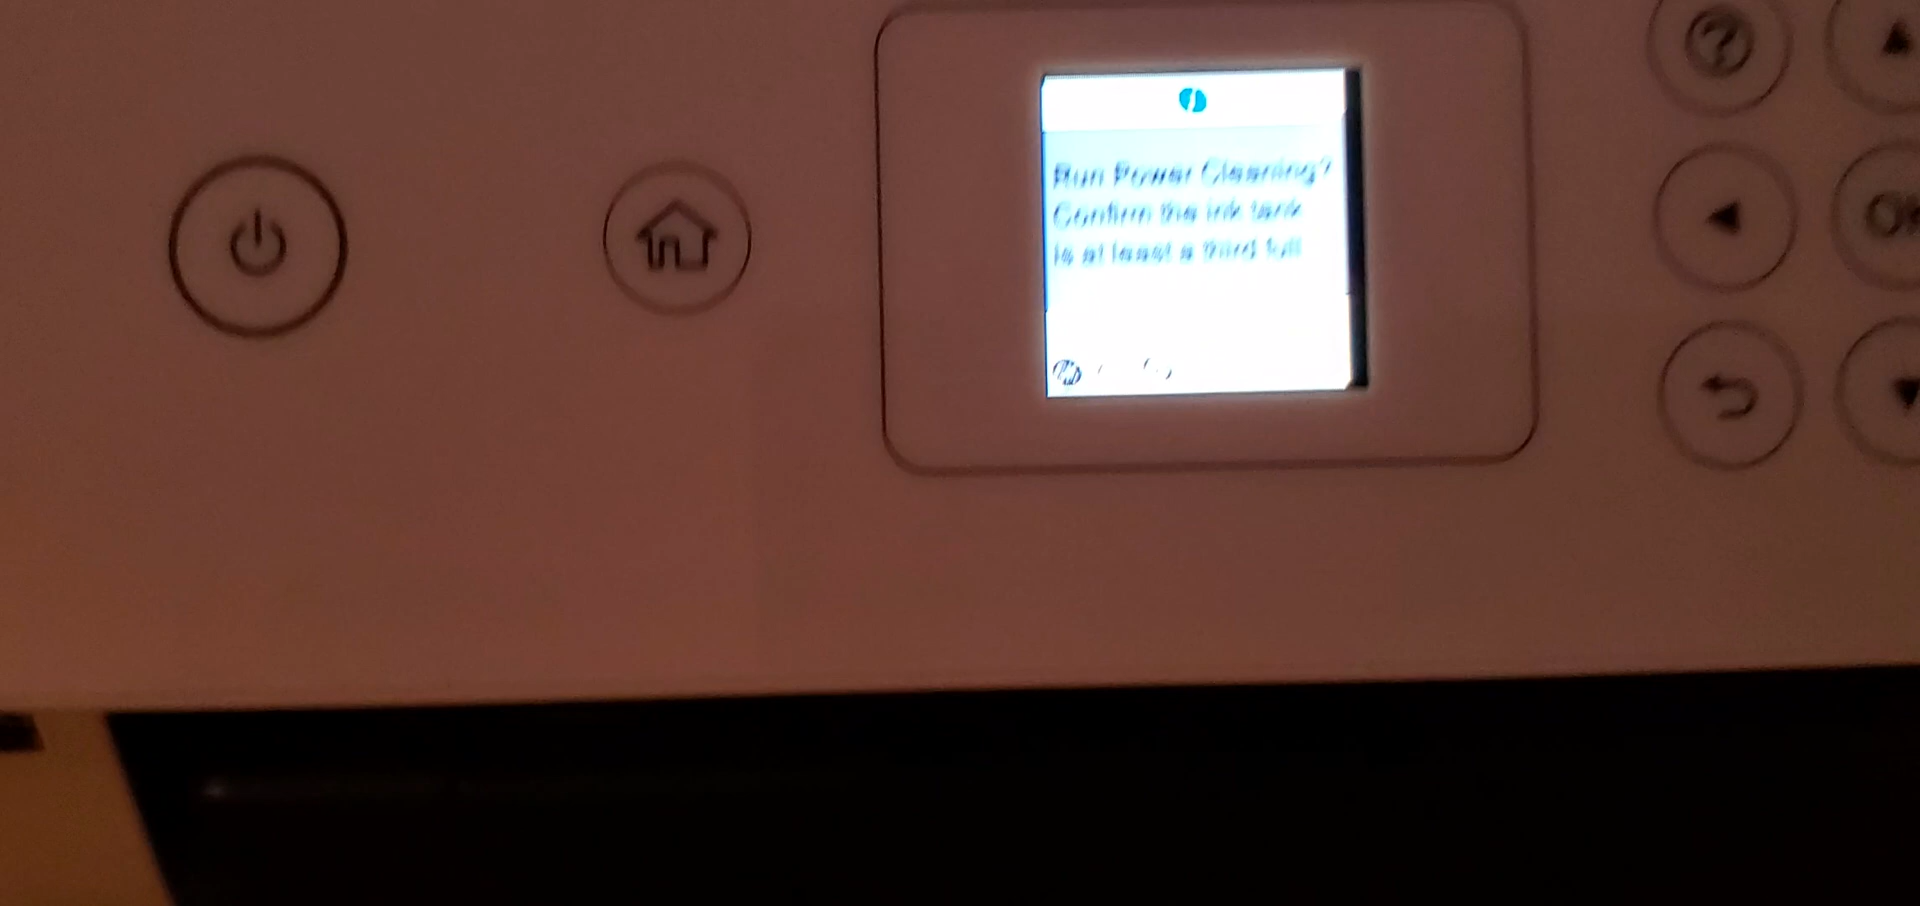 ?
Run Power Cleaning?
Confirm the ink tank
is at least a third full